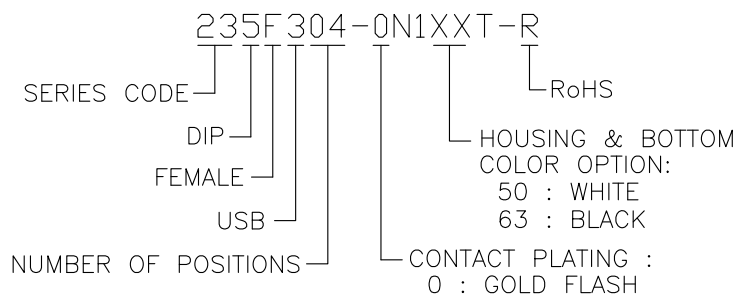 235F304-0N1XXT-R
SERIES CODE
RoHS
DIP
HOUSING & BOTTOM
COLOR OPTION:
50 : WHITE
63 : BLACK
FEMALE
USB
NUMBER OF POSITIONS
CONTACT PLATING :
0 : GOLD FLASH